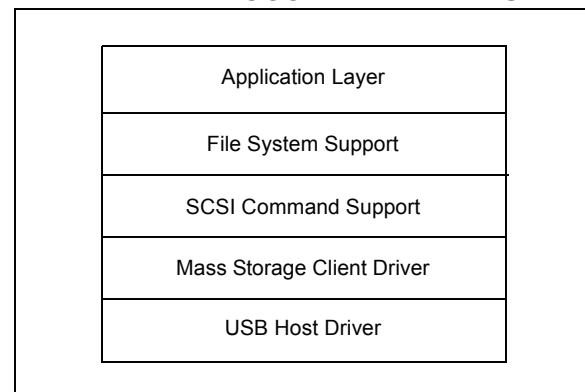 Application Layer
File System Support
SCSI Command Support
Mass Storage Client Driver
USB Host Driver